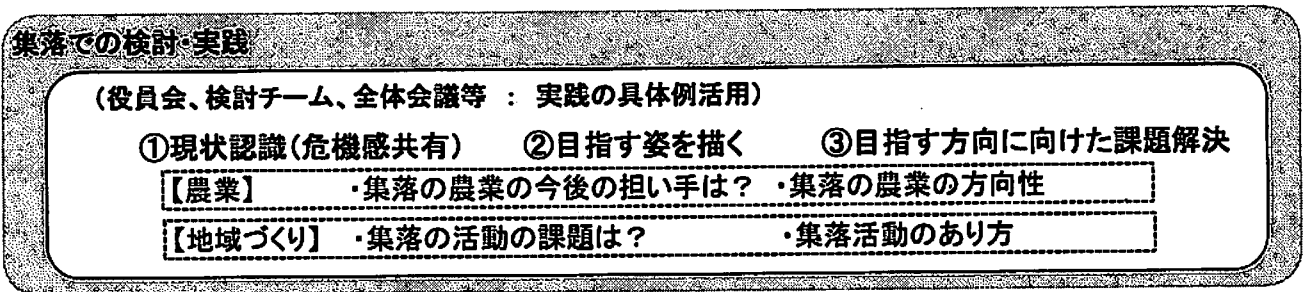 集落での検討・実践
(役員会、検討チーム、全体会議等 : 実践の具体例活用)
①現状認識(危機感共有) ②目指す姿を描く ③目指す方向に向けた課題解決
【農業】 ・集落の農業の今後の担い手は? ・集落の農業の方向性
【地域づくり】 ・集落の活動の課題は? ・集落活動のあり方